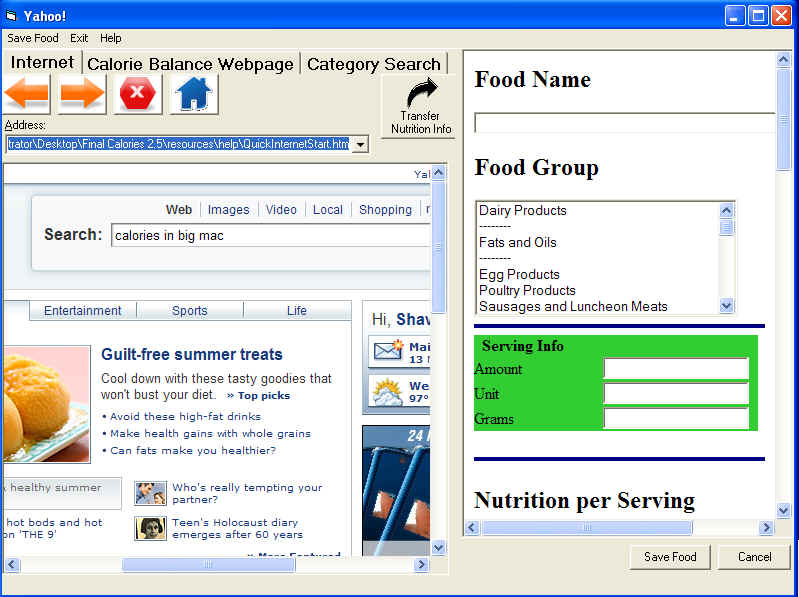 Yahoo!
Save Food Exit Help
Internet
Calorie Balance Webpage
Category Search
Transfer
Nutrition Info
Address:
trator\Desktop\Final Calories 2.5\resources\help\QuickInternetStart.htm
Web Images Video Local Shopping
Search: calories in big mac
Entertainment Sports Life
Hi, Shaw
Guilt-free summer treats
Cool down with these tasty goodies that
won't bust your diet. » Top picks
• Avoid these high-fat drinks
• Make health gains with whole grains
• Can fats make you healthier?
Mai
13 N
We
97°
24
healthy summer
hot bods and hot
on 'THE 9'
Who's really tempting your
partner?
Teen's Holocaust diary
emerges after 60 years
» More Featured
Food Name
Food Group
Dairy Products
--------
Fats and Oils
--------
Egg Products
Poultry Products
Sausages and Luncheon Meats
Serving Info
Amount
Unit
Grams
Nutrition per Serving
Save Food
Cancel